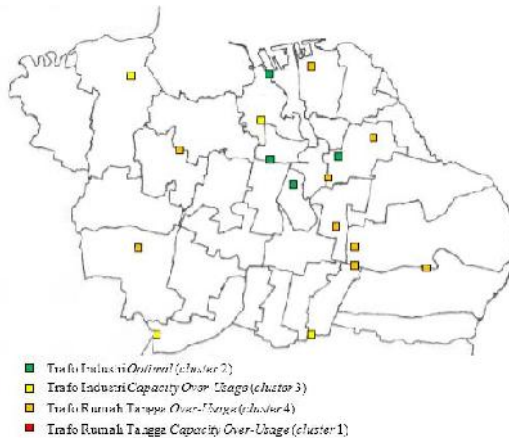 Trafo Industri Optimal (cluster 2)
Trafo Industri Capacity Over Usage (cluster 3)
Trafo Rumah Tangga Over-Usage (cluster 4)
Trafo Rumah Tangga Capacity Over-Usage (cluster 1)